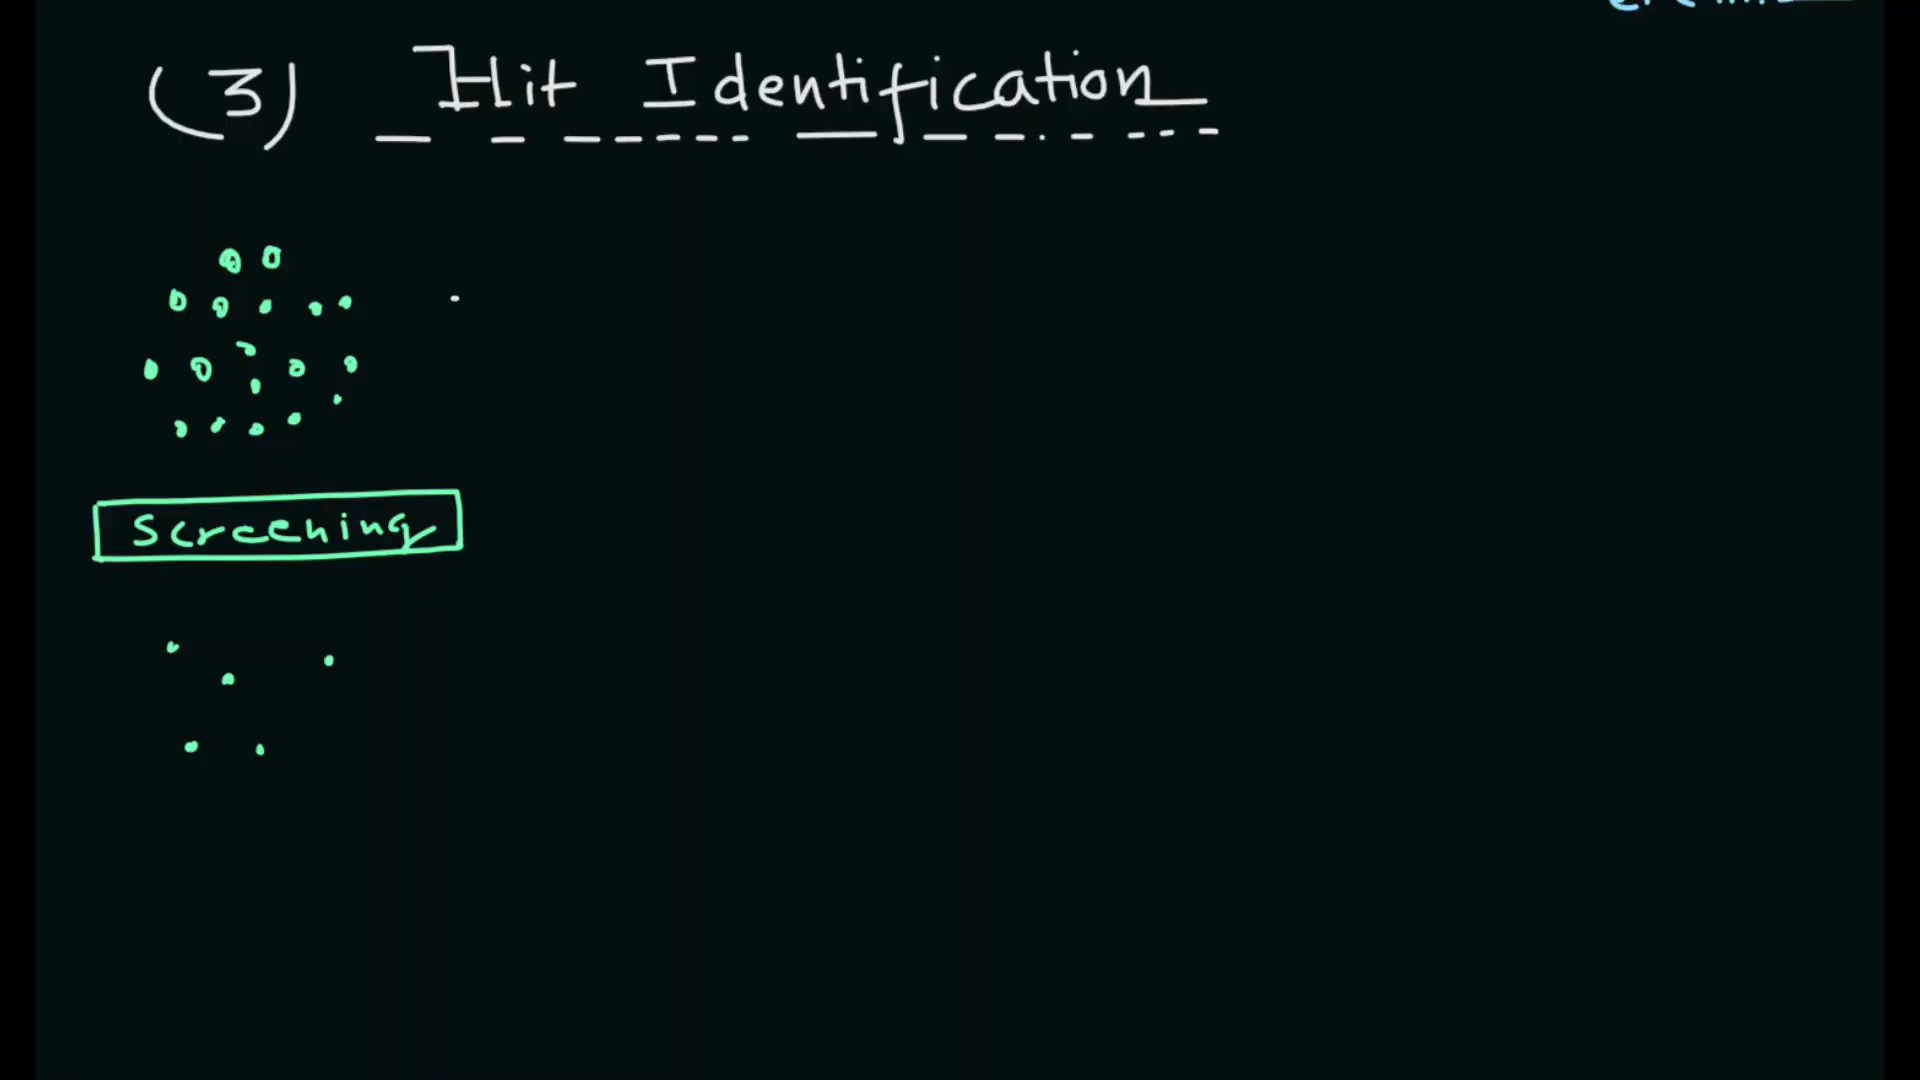 (3) Hit Identification
Screening